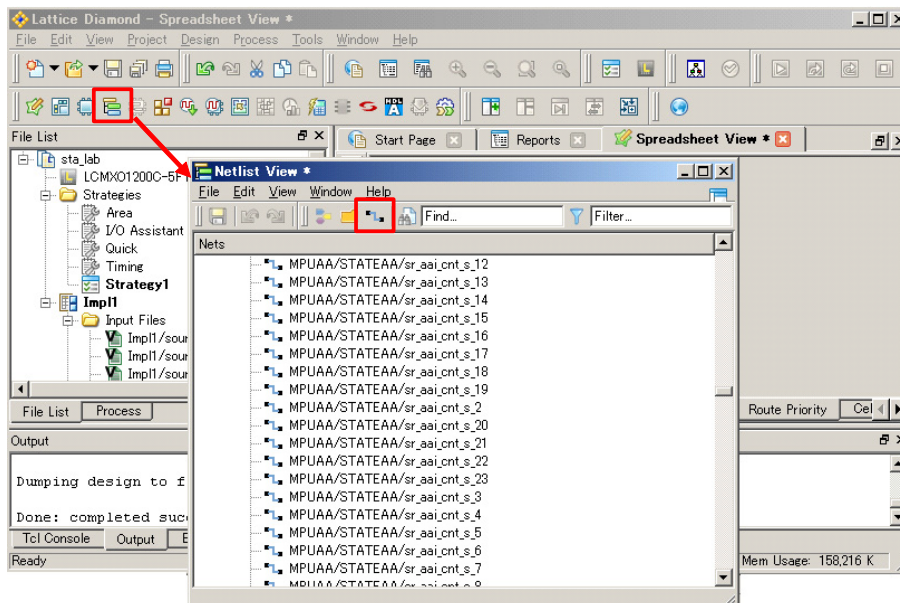 Lattice Diamond - Spreadsheet View *
File Edit View Project Design Process Tools Window Help
File List
Start Page
Reports
Spreadsheet View *
sta_lab
LCMXO1200C-5F
Strategies
Area
I/O Assistant
Quick
Timing
Strategy1
Impl1
Input Files
Impl1/sour
Impl1/sour
Impl1/sour
File List Process
Netlist View *
File Edit View Window Help
Find...
Filter...
Nets
MPUAA/STATEAA/sr_aai_cnt_s_12
MPUAA/STATEAA/sr_aai_cnt_s_13
MPUAA/STATEAA/sr_aai_cnt_s_14
MPUAA/STATEAA/sr_aai_cnt_s_15
MPUAA/STATEAA/sr_aai_cnt_s_16
MPUAA/STATEAA/sr_aai_cnt_s_17
MPUAA/STATEAA/sr_aai_cnt_s_18
MPUAA/STATEAA/sr_aai_cnt_s_19
MPUAA/STATEAA/sr_aai_cnt_s_2
MPUAA/STATEAA/sr_aai_cnt_s_20
MPUAA/STATEAA/sr_aai_cnt_s_21
MPUAA/STATEAA/sr_aai_cnt_s_22
MPUAA/STATEAA/sr_aai_cnt_s_23
MPUAA/STATEAA/sr_aai_cnt_s_3
MPUAA/STATEAA/sr_aai_cnt_s_4
MPUAA/STATEAA/sr_aai_cnt_s_5
MPUAA/STATEAA/sr_aai_cnt_s_6
MPUAA/STATEAA/sr_aai_cnt_s_7
MPUAA/STATEAA/sr_aai_cnt_s_8
Route Priority Cel
Output
Dumping design to f
Done: completed suc
Tcl Console Output E
Ready
Mem Usage: 158,216 K